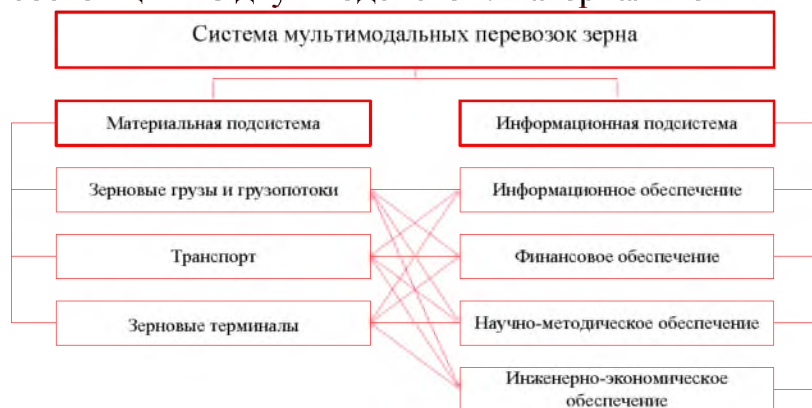 Система мультимодальных перевозок зерна
Материальная подсистема
Информационная подсистема
Зерновые грузы и грузопотоки
Информационное обеспечение
Транспорт
Финансовое обеспечение
Зерновые терминалы
Научно-методическое обеспечение
Инженерно-экономическое
обеспечение